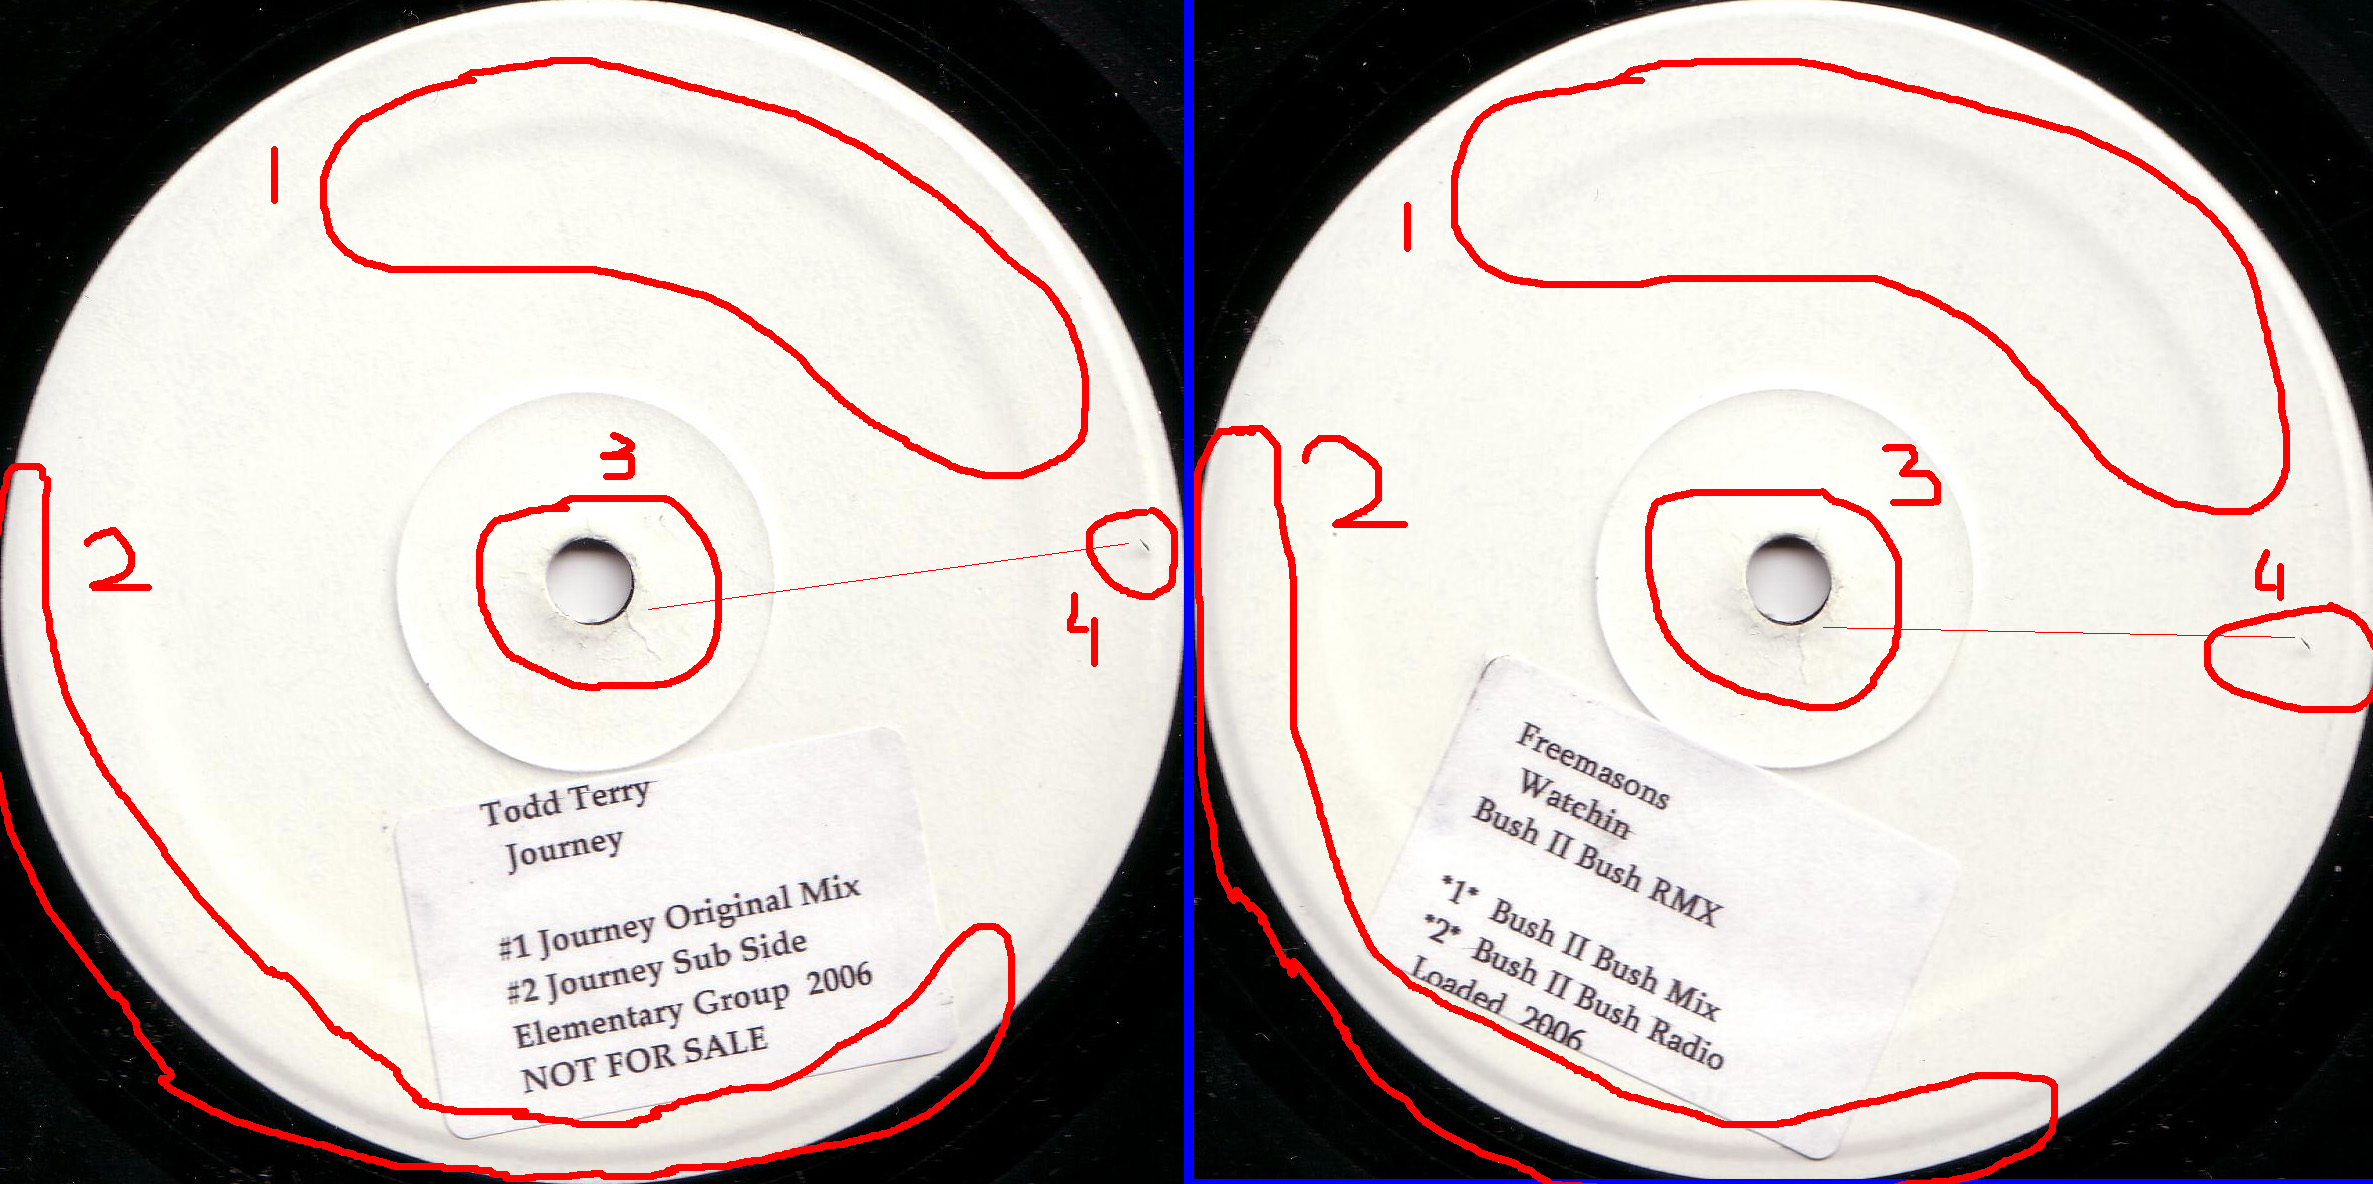 1
2
3
4
Todd Terry
Journey
#1 Journey Original Mix
#2 Journey Sub Side
Elementary Group 2006
NOT FOR SALE
1
2
3
4
Freemasons
Watchin
Bush II Bush RMX
*1* Bush II Bush Mix
*2* Bush II Bush Radio
Loaded 2006